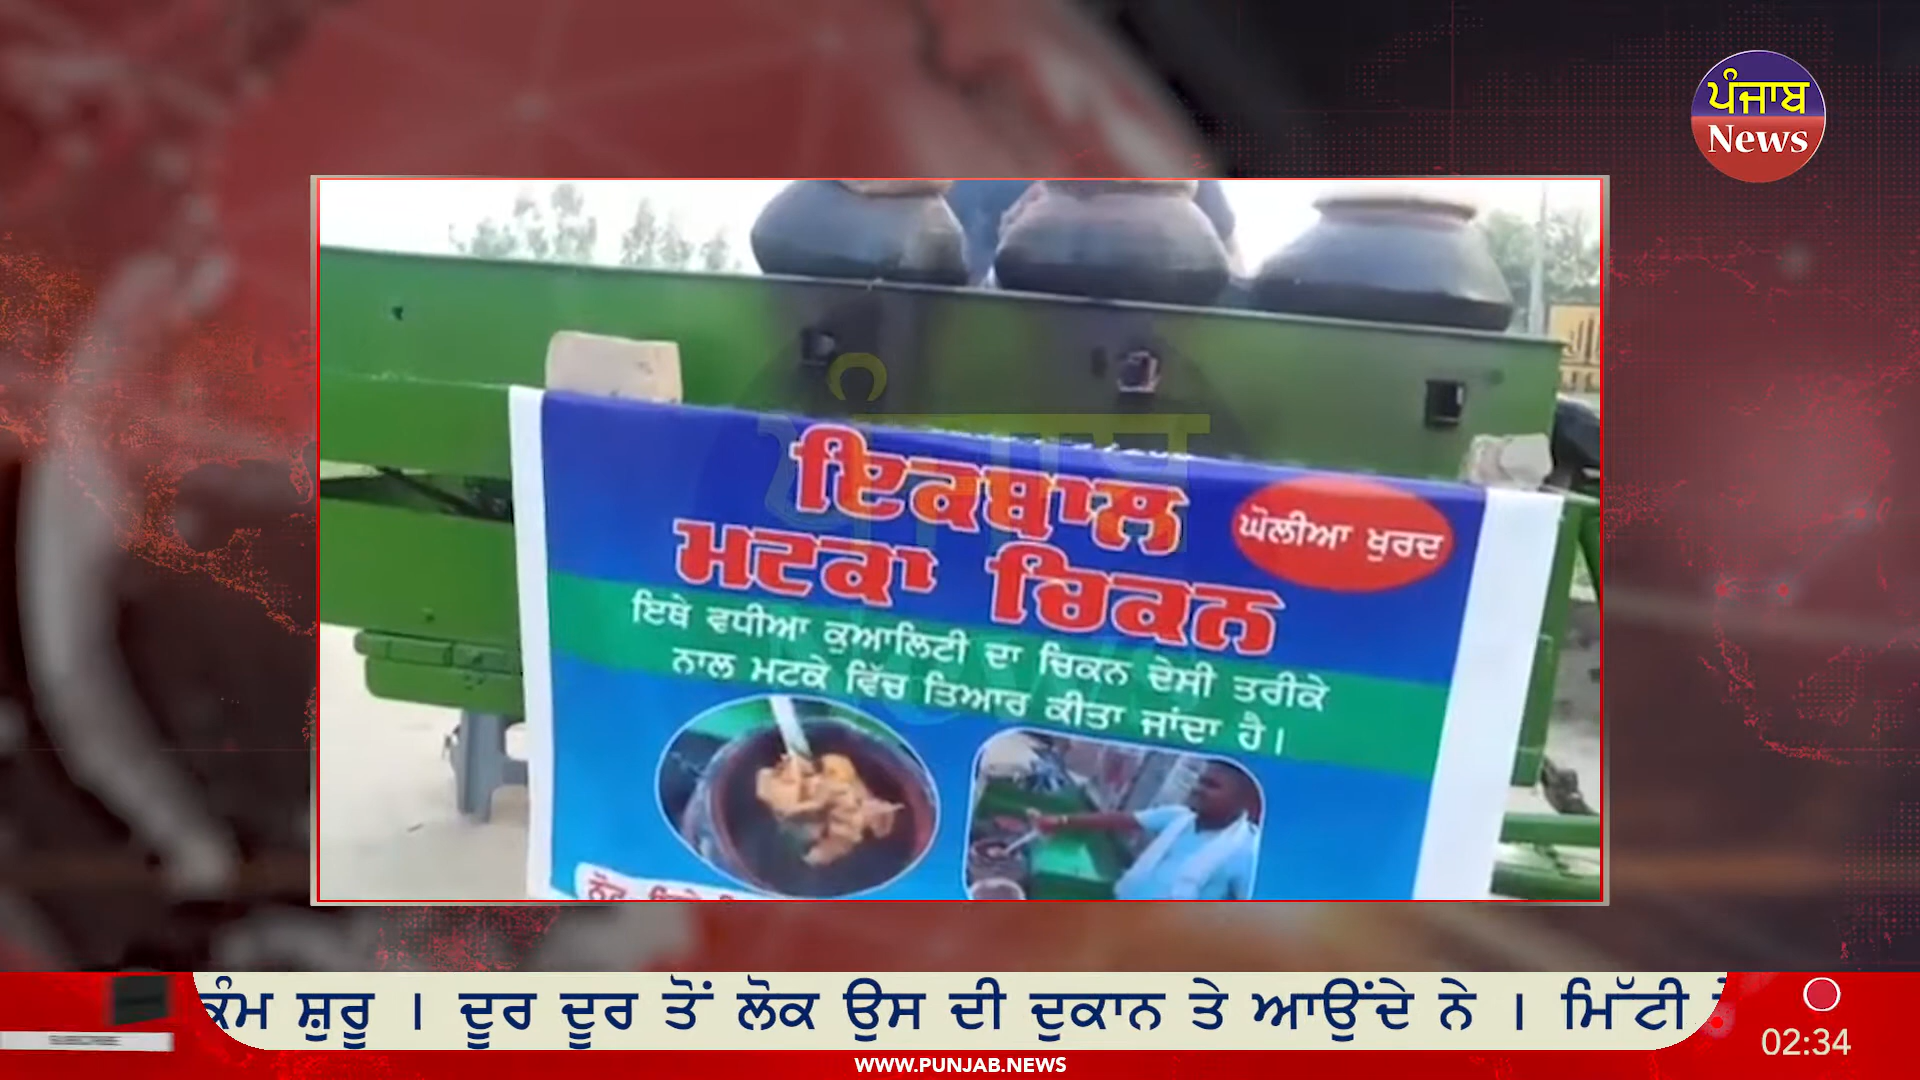 ਪੰਜਾਬ
News
ਇਕਬਾਲ
ਘੋਲੀਆ ਖੁਰਦ
ਮਟਕਾ ਚਿਕਨ
ਇਥੇ ਵਧੀਆ ਕੁਆਲਿਟੀ ਦਾ ਚਿਕਨ ਦੇਸੀ ਤਰੀਕੇ
ਨਾਲ ਮਟਕੇ ਵਿੱਚ ਤਿਆਰ ਕੀਤਾ ਜਾਂਦਾ ਹੈ।
ਕੰਮ ਸ਼ੁਰੂ । ਦੂਰ ਦੂਰ ਤੋਂ ਲੋਕ ਉਸ ਦੀ ਦੁਕਾਨ ਤੇ ਆਉਂਦੇ ਨੇ । ਮਿੱਟੀ
02:34
WWW.PUNJAB.NEWS